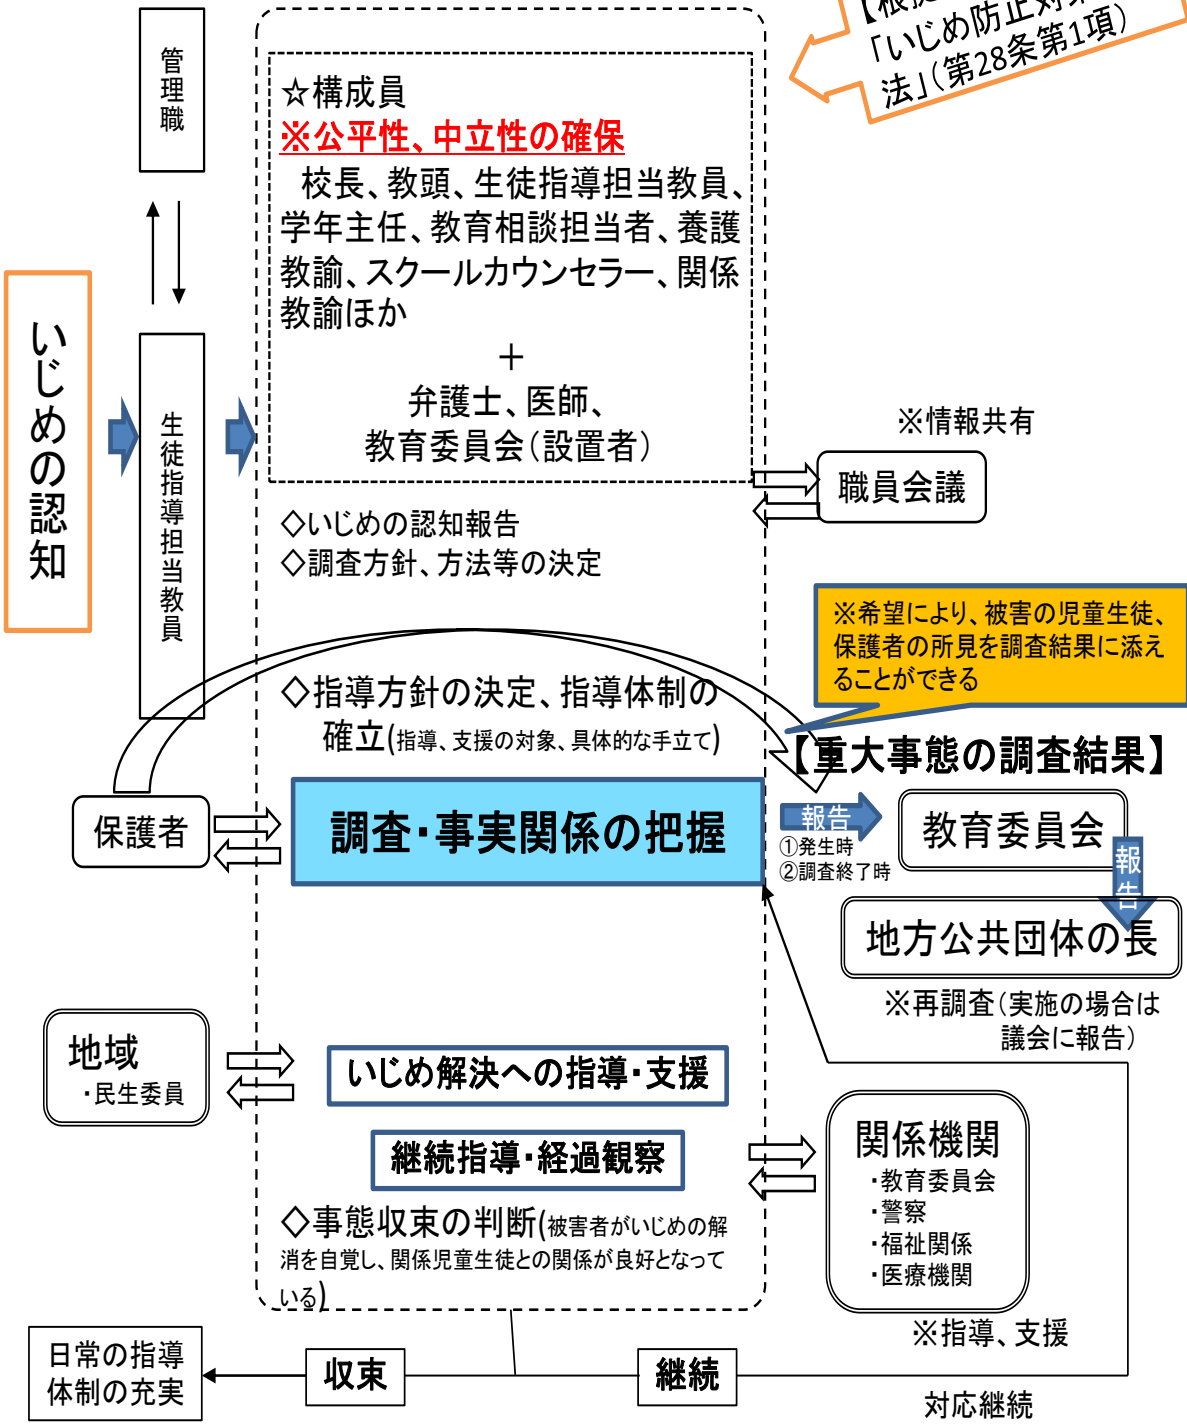 管理職
☆構成員
※公平性、中立性の確保
校長、教頭、生徒指導担当教員、
学年主任、教育相談担当者、養護
教諭、スクールカウンセラー、関係
教諭ほか
＋
弁護士、医師、
教育委員会（設置者）
「いじめ防止対策
法」（第28条第1項）
いじめの認知
生徒指導担当教員
※情報共有
職員会議
◇いじめの認知報告
◇調査方針、方法等の決定
※希望により、被害の児童生徒、
保護者の所見を調査結果に添え
ることができる
◇指導方針の決定、指導体制の
確立(指導、支援の対象、具体的な手立て)
【重大事態の調査結果】
保護者
調査・事実関係の把握
報告
①発生時
②調査終了時
教育委員会
報告
地方公共団体の長
※再調査（実施の場合は
議会に報告）
地域
・民生委員
いじめ解決への指導・支援
継続指導・経過観察
関係機関
・教育委員会
・警察
・福祉関係
・医療機関
※指導、支援
◇事態収束の判断(被害者がいじめの解
消を自覚し、関係児童生徒との関係が良好となって
いる)
日常の指導
体制の充実
収束
継続
対応継続